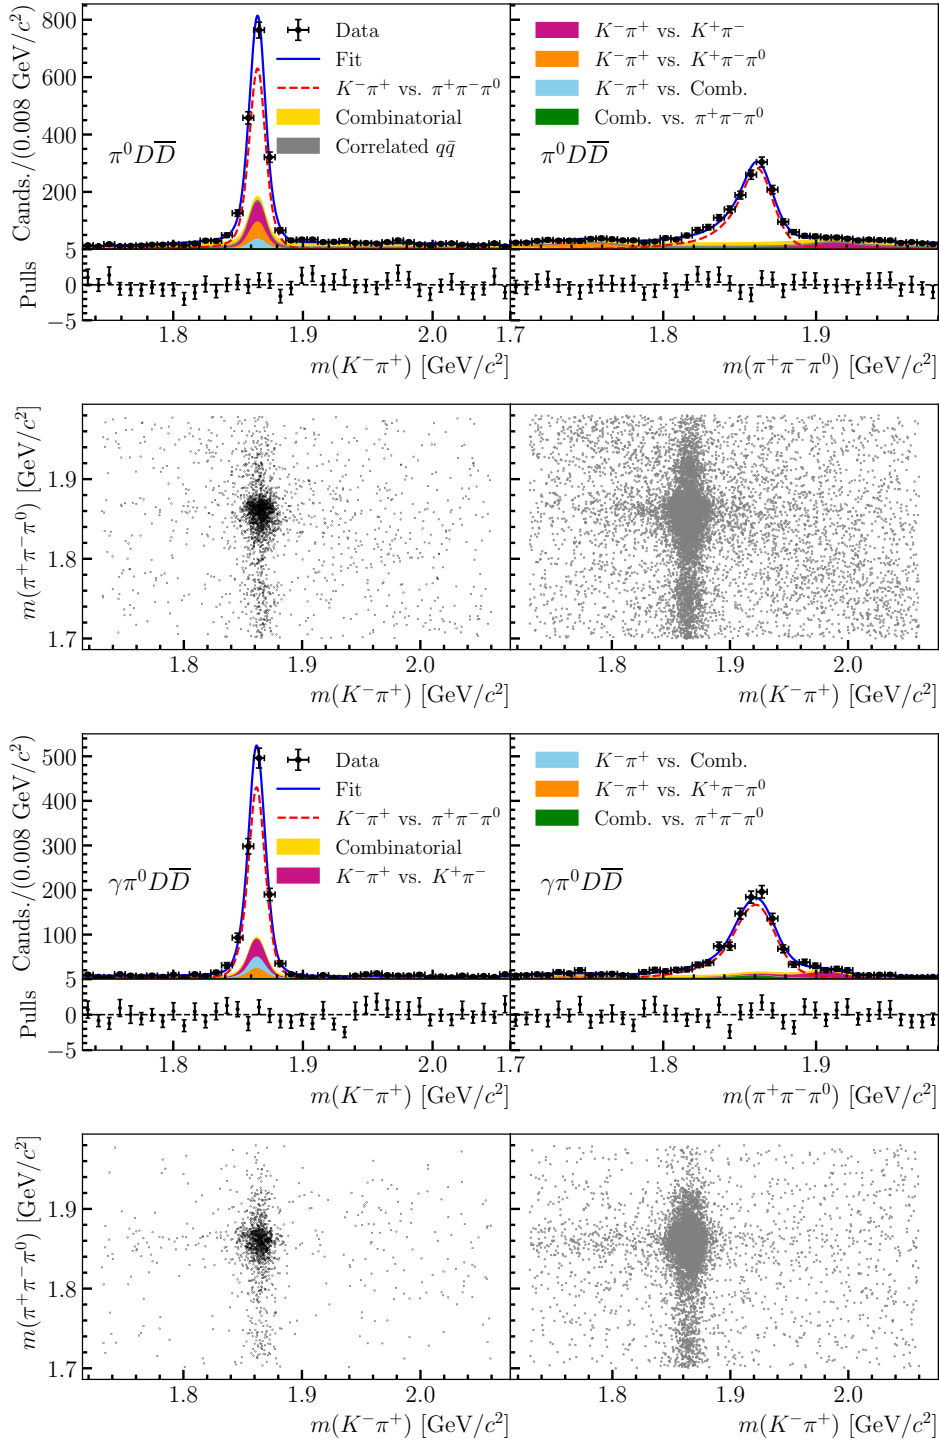 Cands./(0.008 GeV/c²)
800
600
400
200
5
Data
Fit
K⁻π⁺ vs. π⁺π⁻π⁰
Combinatorial
Correlated qq̄
π⁰DD̅
K⁻π⁺ vs. K⁺π⁻
K⁻π⁺ vs. K⁺π⁻π⁰
K⁻π⁺ vs. Comb.
Comb. vs π⁺π⁻π⁰
π⁰DD̅
Pulls
0
−5
1.8 1.9 2.0 1.7 1.8 1.9
m(K⁻π⁺) [GeV/c²] m(π⁺π⁻π⁰) [GeV/c²]
m(π⁺π⁻π⁰) [GeV/c²]
1.9
1.8
1.7
1.8 1.9 2.0 1.8 1.9 2.0
m(K⁻π⁺) [GeV/c²] m(K⁻π⁺) [GeV/c²]
Cands./(0.008 GeV/c²)
500
400
300
200
100
5
Data
Fit
K⁻π⁺ vs. π⁺π⁻π⁰
Combinatorial
K⁻π⁺ vs. K⁺π⁻
γπ⁰DD̅
K⁻π⁺ vs. Comb.
K⁻π⁺ vs. K⁺π⁻π⁰
Comb. vs. π⁺π⁻π⁰
γπ⁰DD̅
Pulls
5
0
−5
1.8 1.9 2.0 1.7 1.8 1.9
m(K⁻π⁺) [GeV/c²] m(π⁺π⁻π⁰) [GeV/c²]
m(π⁺π⁻π⁰) [GeV/c²]
1.9
1.8
1.7
1.8 1.9 2.0 1.8 1.9 2.0
m(K⁻π⁺) [GeV/c²] m(K⁻π⁺) [GeV/c²]